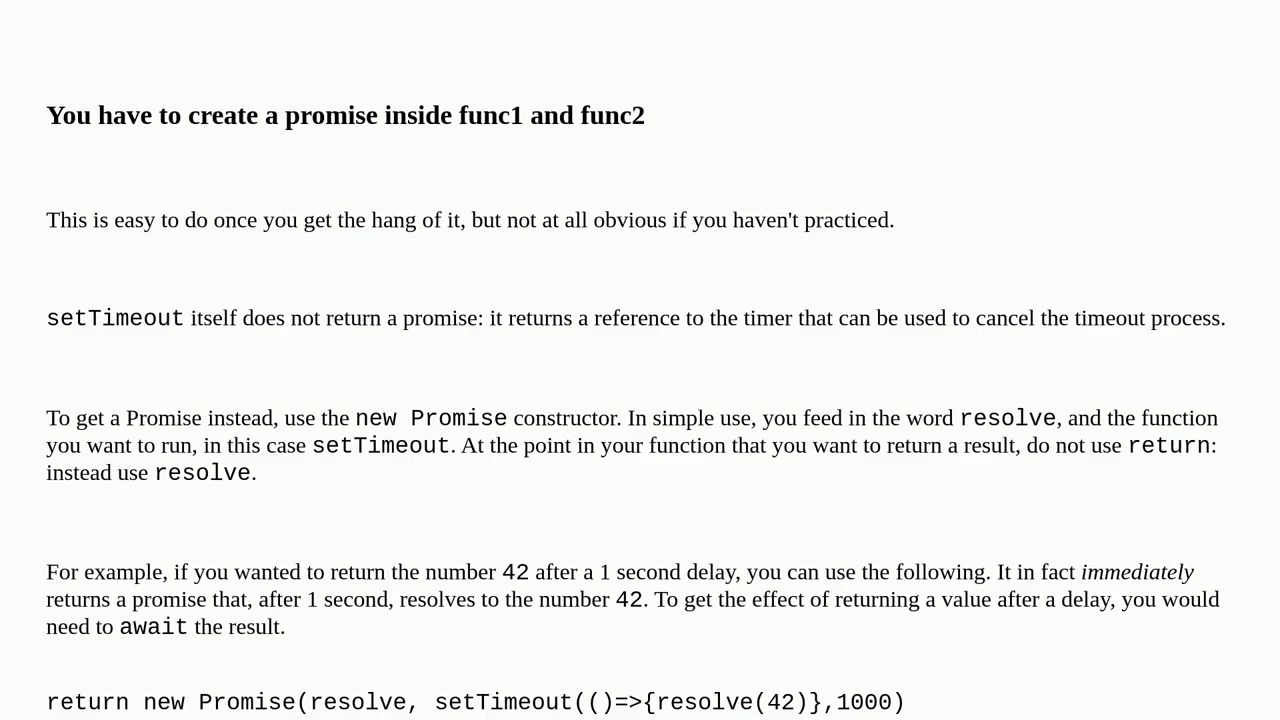 You have to create a promise inside func1 and func2
This is easy to do once you get the hang of it, but not at all obvious if you haven't practiced.
setTimeout itself does not return a promise: it returns a reference to the timer that can be used to cancel the timeout process.
To get a Promise instead, use the new Promise constructor. In simple use, you feed in the word resolve, and the function
you want to run, in this case setTimeout. At the point in your function that you want to return a result, do not use return:
instead use resolve.
For example, if you wanted to return the number 42 after a 1 second delay, you can use the following. It in fact immediately
returns a promise that, after 1 second, resolves to the number 42. To get the effect of returning a value after a delay, you would
need to await the result.
return new Promise(resolve, setTimeout(()=>{resolve(42)},1000)